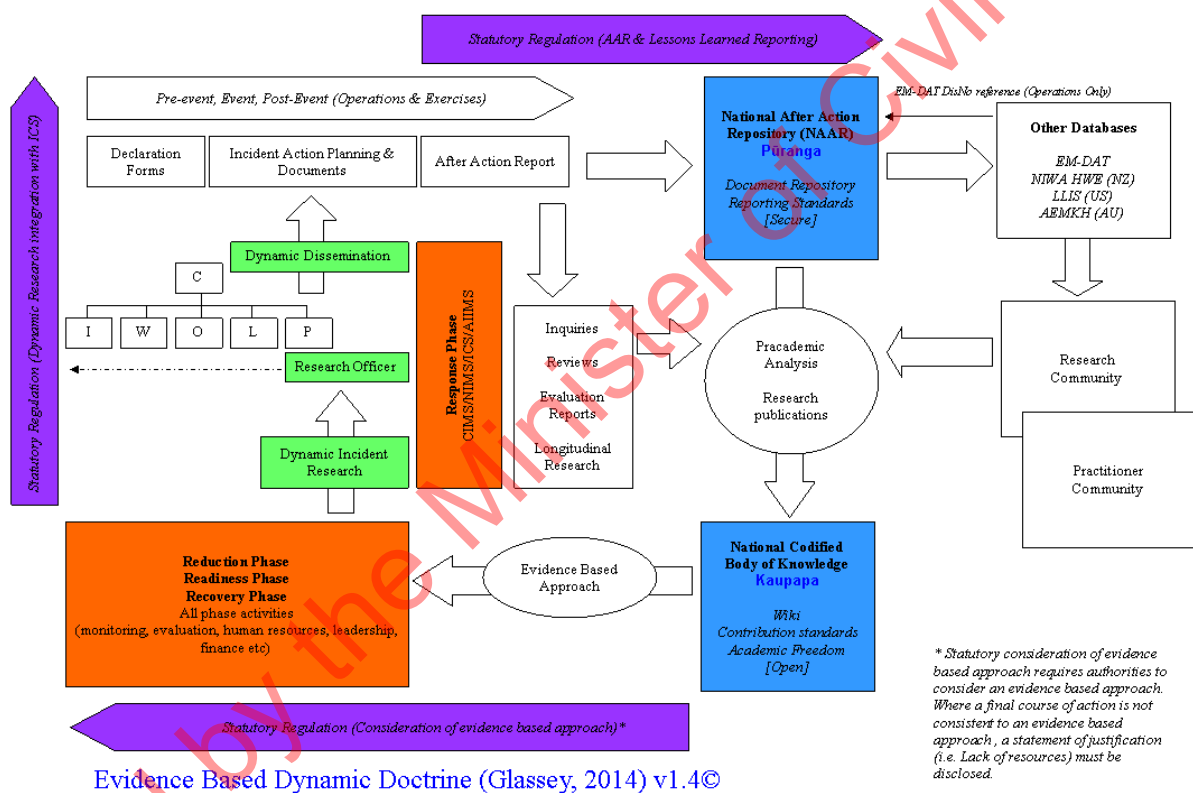 Statutory Regulation (AAR & Lessons Learned Reporting)
Pre-event, Event, Post-Event (Operations & Exercises)
Statutory Regulation (Dynamic Research integration with ICS)
Declaration
Forms
Incident Action Planning &
Documents
After Action Report
National After Action
Repository (NAAR)
Pūranga
Document Repository
Reporting Standards
[Secure]
EM-DAT DisNo reference (Operations Only)
Other Databases
EM-DAT
NIWA HWE (NZ)
LLIS (US)
AEMKH (AU)
Dynamic Dissemination
C
I
W
O
L
P
Research Officer
Dynamic Incident
Research
Response Phase
CIMS/NIMS/ICS/AIIMS
Inquiries
Reviews
Evaluation
Reports
Longitudinal
Research
Pracademic
Analysis
Research
publications
Research
Community
Practitioner
Community
Reduction Phase
Readiness Phase
Recovery Phase
All phase activities
(monitoring, evaluation, human resources, leadership,
finance etc)
Evidence Based
Approach
National Codified
Body of Knowledge
Kaupapa
Wiki
Contribution standards
Academic Freedom
[Open]
* Statutory consideration of evidence
based approach requires authorities to
consider an evidence based approach.
Where a final course of action is not
consistent to an evidence based
approach , a statement of justification
(i.e. Lack of resources) must be
disclosed.
Statutory Regulation (Consideration of evidence based approach)*
Evidence Based Dynamic Doctrine (Glassey, 2014) v1.4©
by the Minister of Civil